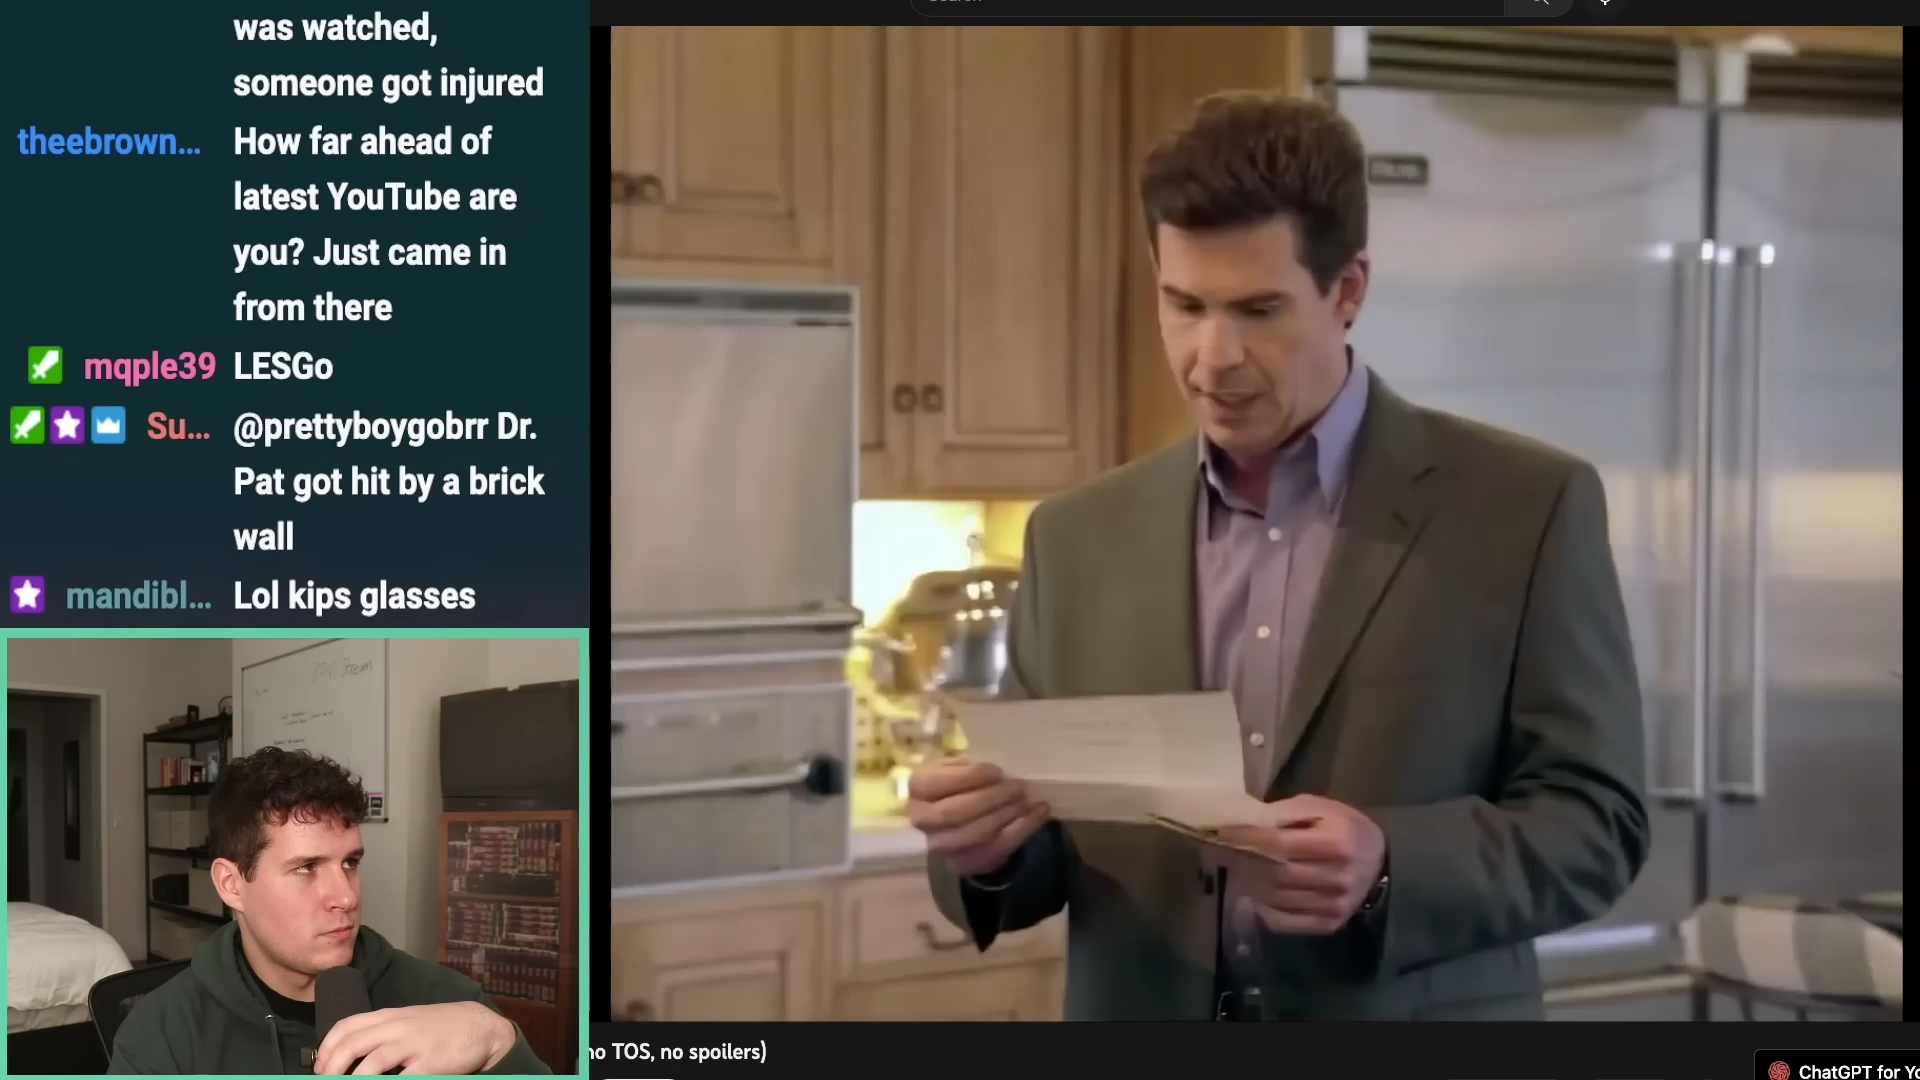 was watched,
someone got injured
theebrown... How far ahead of
latest YouTube are
you? Just came in
from there
mqple39 LESGo
Su... @prettyboygobrr Dr.
Pat got hit by a brick
wall
mandibl... Lol kips glasses
Stream
no TOS, no spoilers)
ChatGPT for Yo